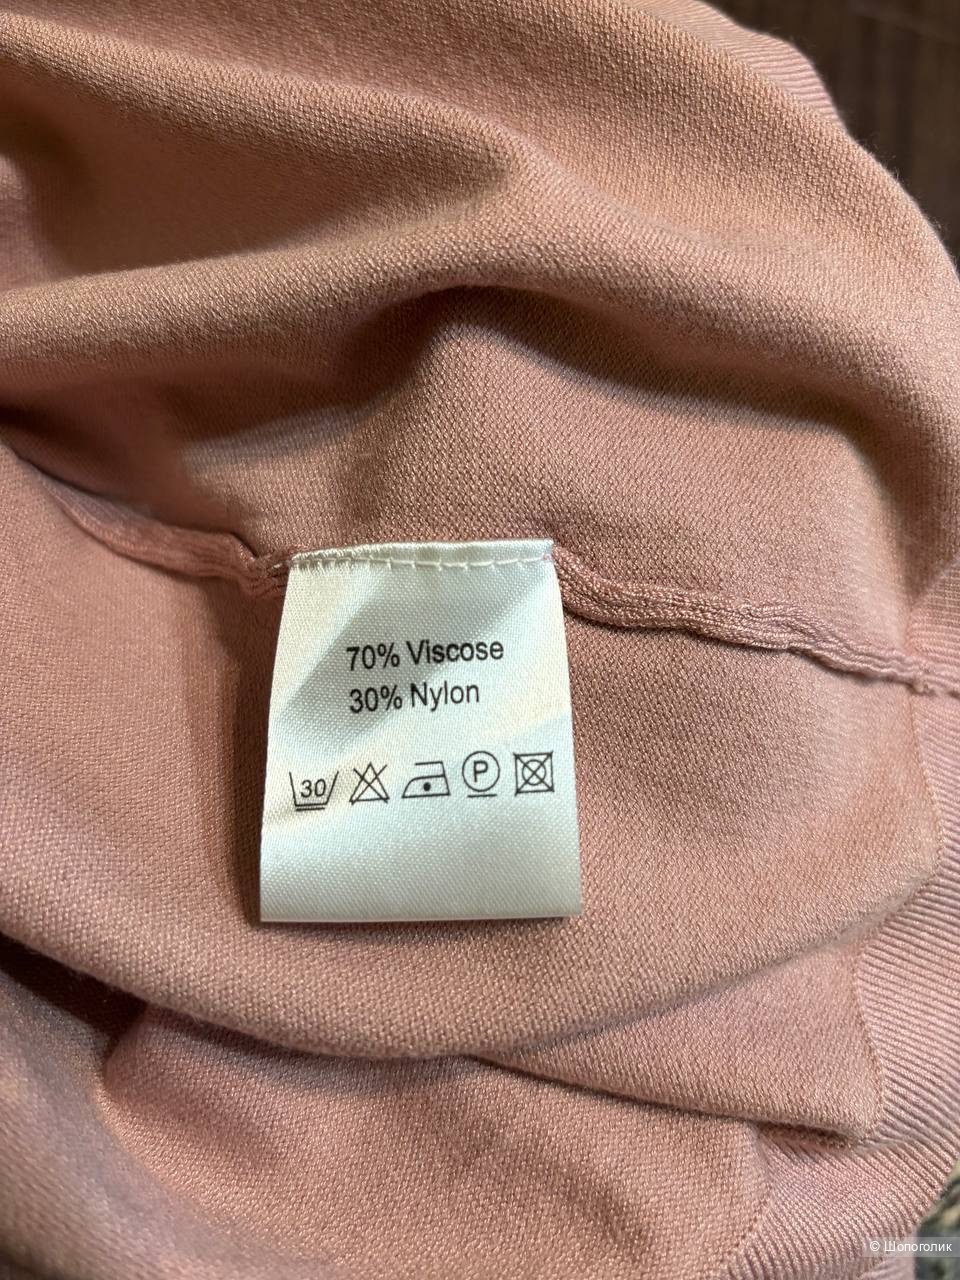 70% Viscose
30% Nylon
30 P
© Шопоголик